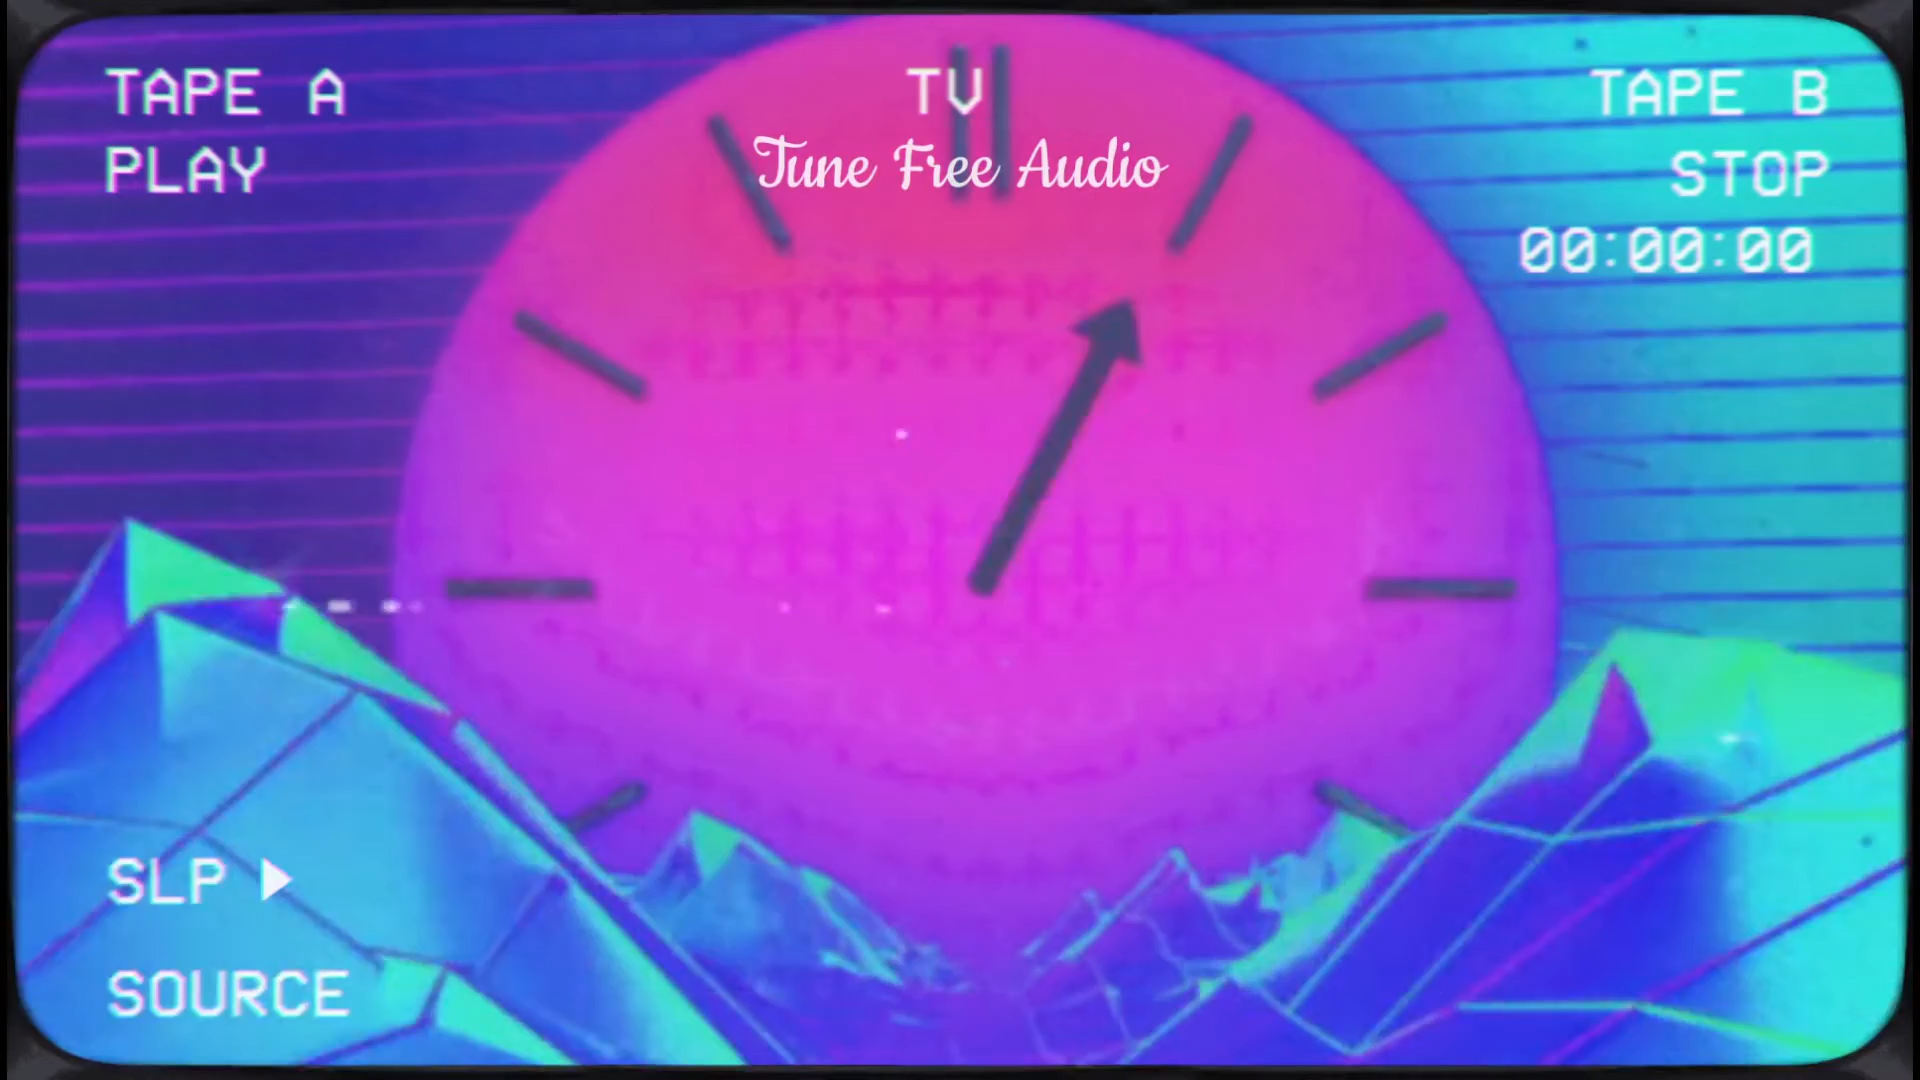 TAPE A
PLAY
TV
Tune Free Audio
TAPE B
STOP
00:00:00
SLP
SOURCE